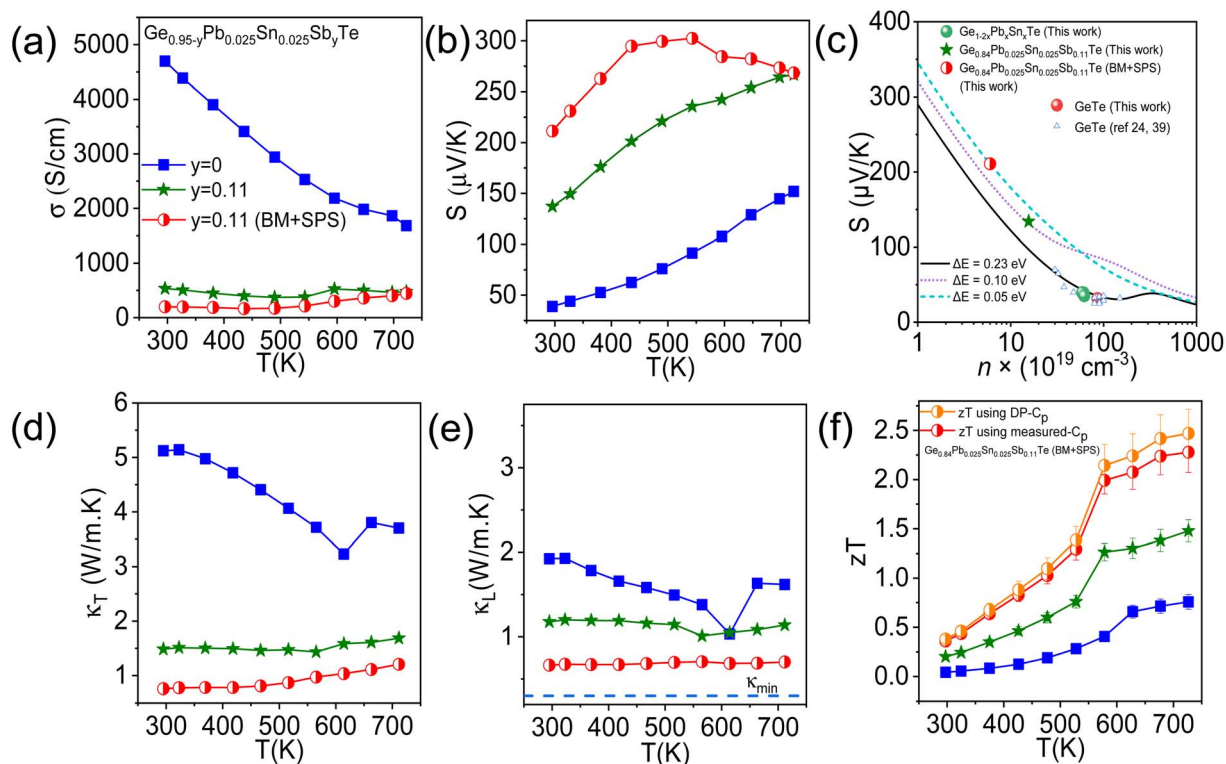 (a)
Ge0.95-yPb0.025Sn0.025SbyTe
5000
4000
3000
2000
1000
0
σ (S/cm)
y=0
y=0.11
y=0.11 (BM+SPS)
300 400 500 600 700
T(K)
(b)
350
300
250
200
150
100
50
S (μV/K)
300 400 500 600 700
T(K)
(c)
400
300
200
100
0
S (μV/K)
Ge1-2xPbxSnxTe (This work)
Ge0.84Pb0.025Sn0.025Sb0.11Te (This work)
Ge0.84Pb0.025Sn0.025Sb0.11Te (BM+SPS)
(This work)
GeTe (This work)
GeTe (ref 24, 39)
ΔE = 0.23 eV
ΔE = 0.10 eV
ΔE = 0.05 eV
1 10 100 1000
n × (10^19 cm^-3)
(d)
6
5
4
3
2
1
κT (W/m.K)
300 400 500 600 700
T(K)
(e)
3
2
1
κL(W/m.K)
κmin
300 400 500 600 700
T(K)
(f)
zT using DP-Cp
zT using measured-Cp
Ge0.84Pb0.025Sn0.025Sb0.11Te (BM+SPS)
2.5
2.0
1.5
1.0
0.5
0.0
zT
300 400 500 600 700
T(K)